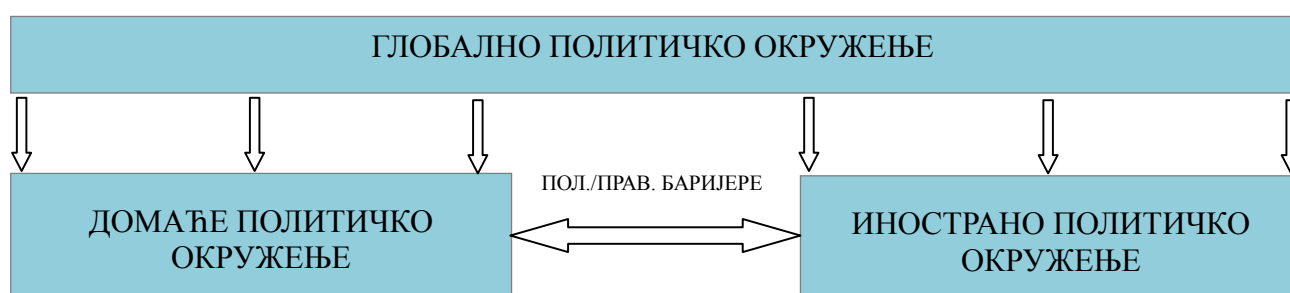 ГЛОБАЛНО ПОЛИТИЧКО ОКРУЖЕЊЕ
ПОЛ./ПРАВ. БАРИЈЕРЕ
ДОМАЋЕ ПОЛИТИЧКО
ОКРУЖЕЊЕ
ИНОСТРАНО ПОЛИТИЧКО
ОКРУЖЕЊЕ